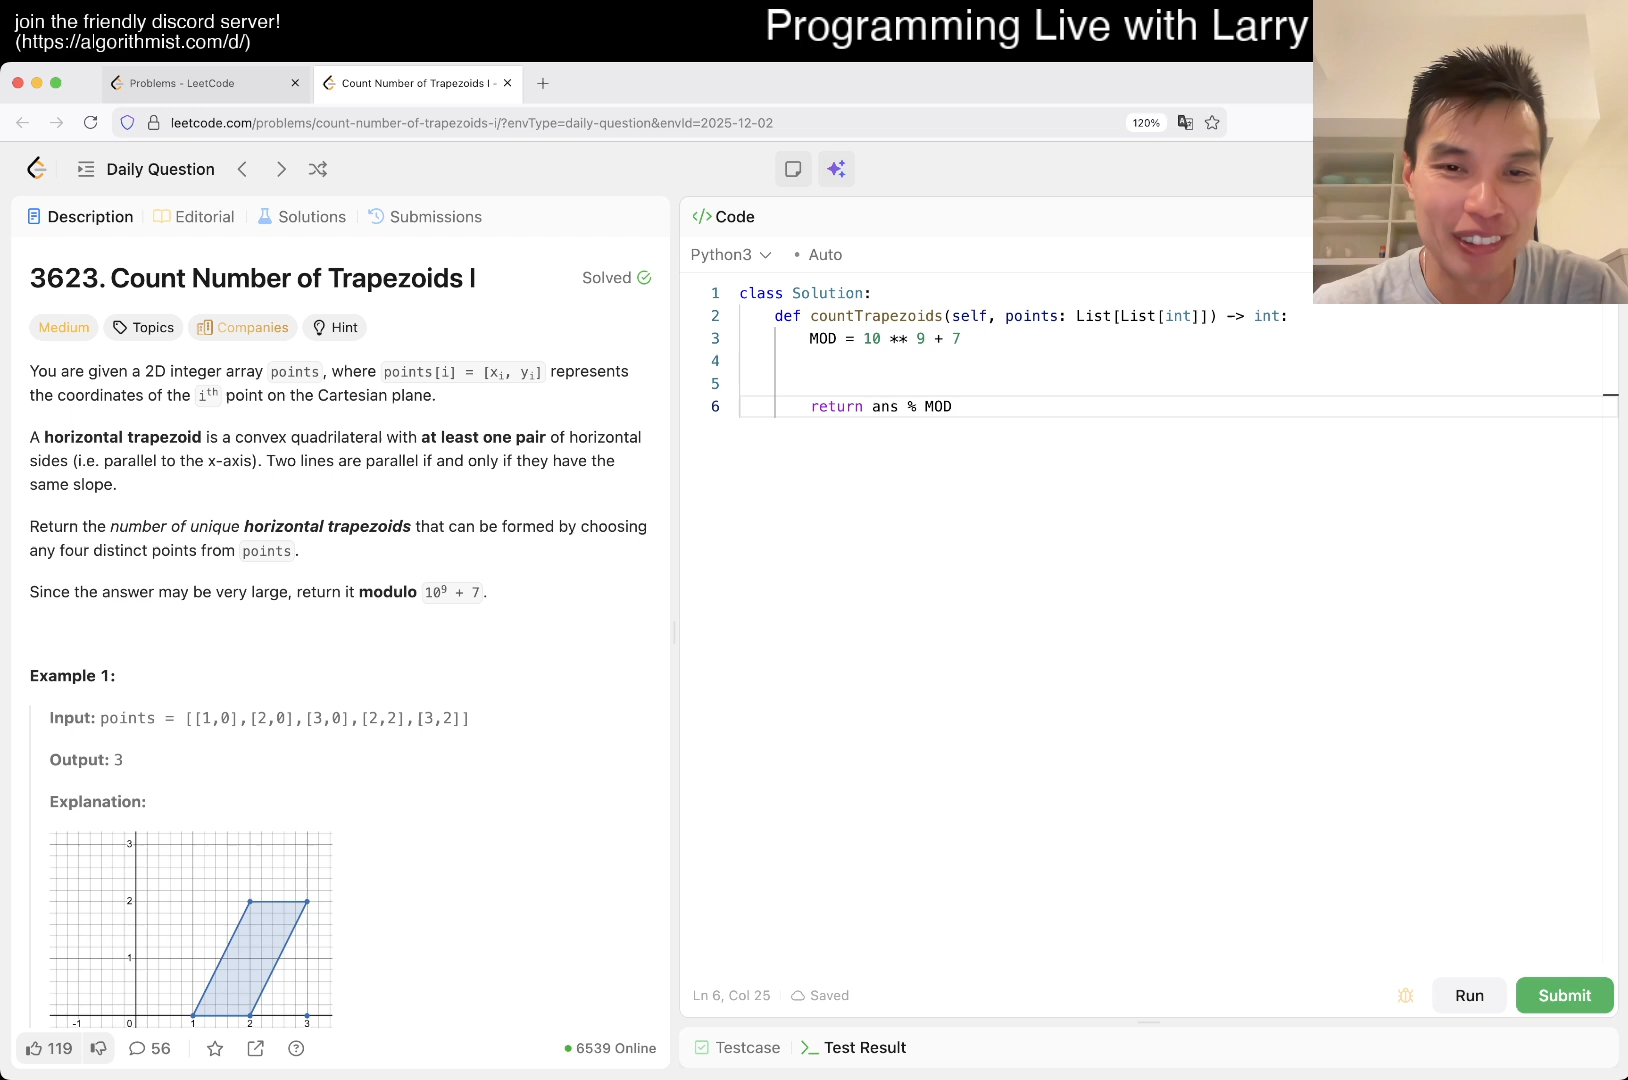 join the friendly discord server!
(https://algorithmist.com/d/)
Programming Live with Larry
Problems - LeetCode
Count Number of Trapezoids I -
leetcode.com/problems/count-number-of-trapezoids-i/?envType=daily-question&envId=2025-12-02
120%
Daily Question
Description
Editorial
Solutions
Submissions
3623. Count Number of Trapezoids I
Solved
Medium
Topics
Companies
Hint
You are given a 2D integer array points, where points[i] = [xi, yi] represents
the coordinates of the ith point on the Cartesian plane.
A horizontal trapezoid is a convex quadrilateral with at least one pair of horizontal
sides (i.e. parallel to the x-axis). Two lines are parallel if and only if they have the
same slope.
Return the number of unique horizontal trapezoids that can be formed by choosing
any four distinct points from points.
Since the answer may be very large, return it modulo 10⁹ + 7.
Example 1:
Input: points = [[1,0],[2,0],[3,0],[2,2],[3,2]]
Output: 3
Explanation:
3
2
1
-1 0 1 2 3
119
56
6539 Online
</> Code
Python3 • Auto
1 class Solution:
2 def countTrapezoids(self, points: List[List[int]]) -> int:
3 MOD = 10 ** 9 + 7
4
5
6 return ans % MOD
Ln 6, Col 25
Saved
Run
Submit
Testcase
Test Result